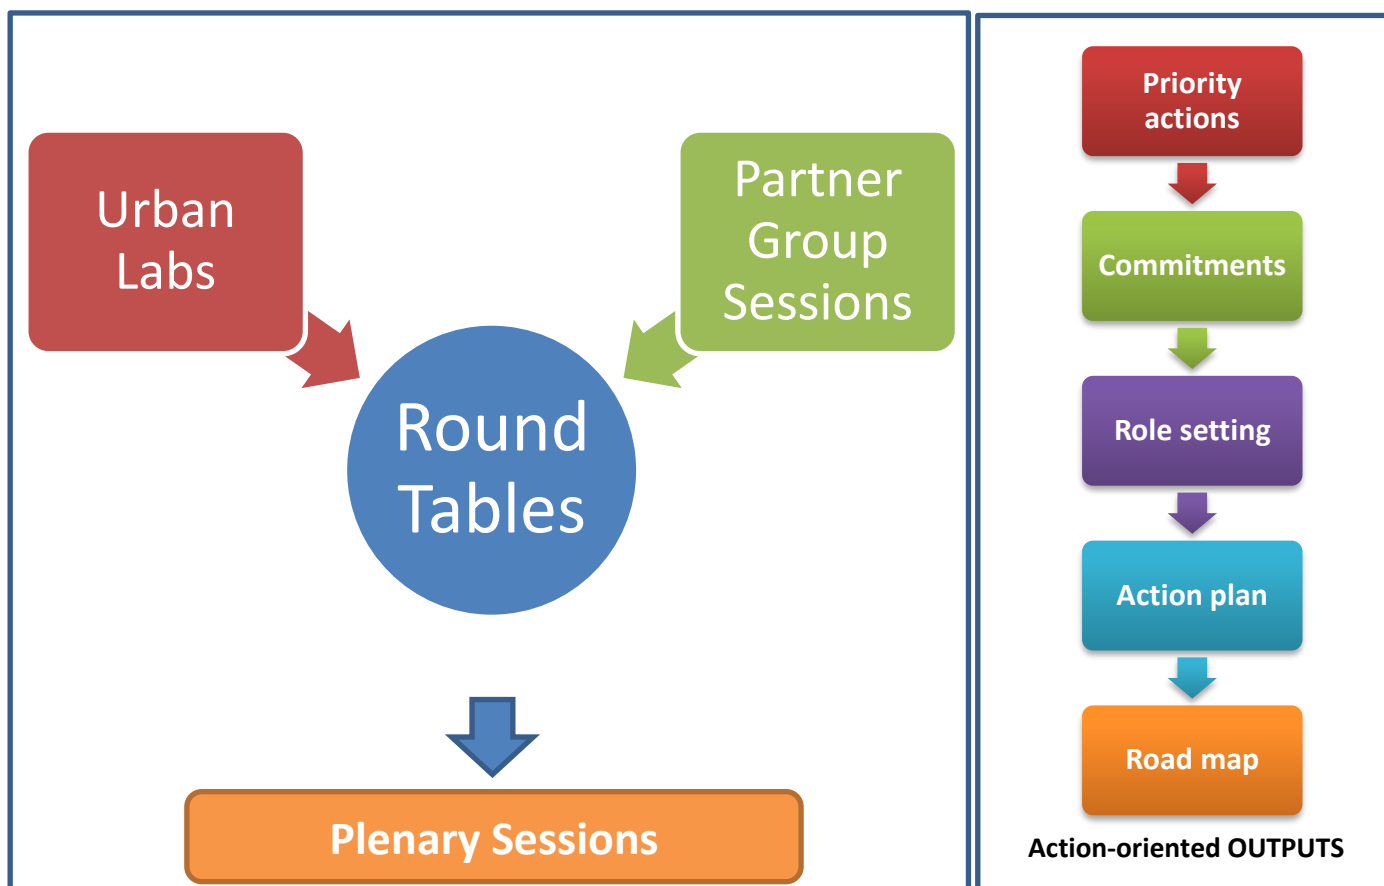 Urban
Labs
Partner
Group
Sessions
Round
Tables
Plenary Sessions
Priority
actions
Commitments
Role setting
Action plan
Road map
Action-oriented OUTPUTS